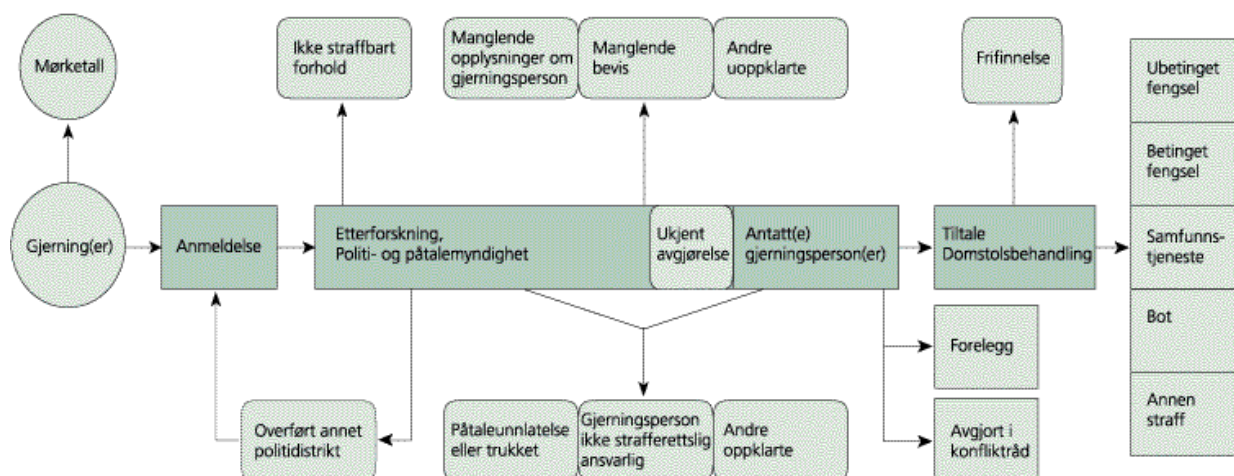 Mørketall
Ikke straffbart
forhold
Manglende
opplysninger om
gjerningsperson
Manglende
bevis
Andre
uoppklarte
Frifinnelse
Ubetinget
fengsel
Betinget
fengsel
Gjerning(er)
Anmeldelse
Etterforskning,
Politi- og påtalemyndighet
Ukjent
avgjørelse
Antatt(e)
gjerningsperson(er)
Tiltale
Domstolsbehandling
Samfunns-
tjeneste
Bot
Forelegg
Annen
straff
Overført annet
politidistrikt
Påtaleunnlatelse
eller trukket
Gjerningsperson
ikke strafferettslig
ansvarlig
Andre
oppklarte
Avgjort i
konfliktråd